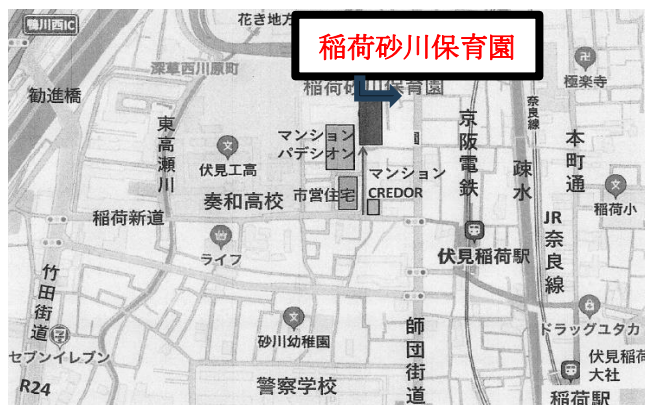 鴨川西IC
花き地方
稲荷砂川保育園
稲荷砂川保育園
深草西川原町
勧進橋
極楽寺
奈良線
京阪電鉄
東高瀬川
マンション
パデシオン
園
疎水
本町通
伏見工高
マンション
CREDOR
市営住宅
奏和高校
稲荷小
稲荷新道
JR奈良線
ライフ
伏見稲荷駅
竹田街道
砂川幼稚園
師団街道
ドラッグユタカ
セブンイレブン
伏見稲荷
大社
R24
警察学校
稲荷駅